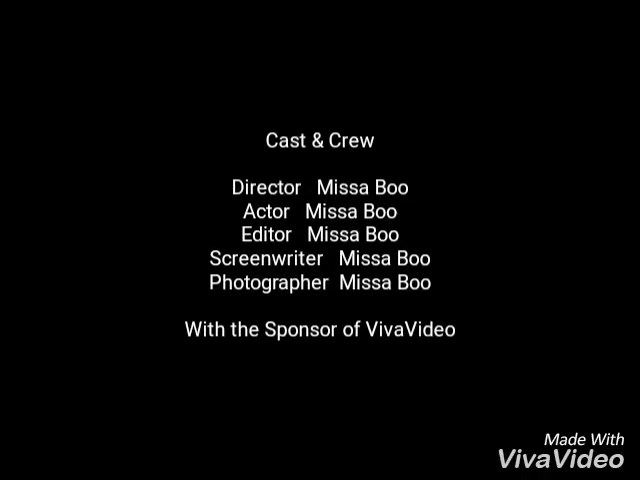 Cast & Crew
Director Missa Boo
Actor Missa Boo
Editor Missa Boo
Screenwriter Missa Boo
Photographer Missa Boo
With the Sponsor of VivaVideo
Made With
VivaVideo